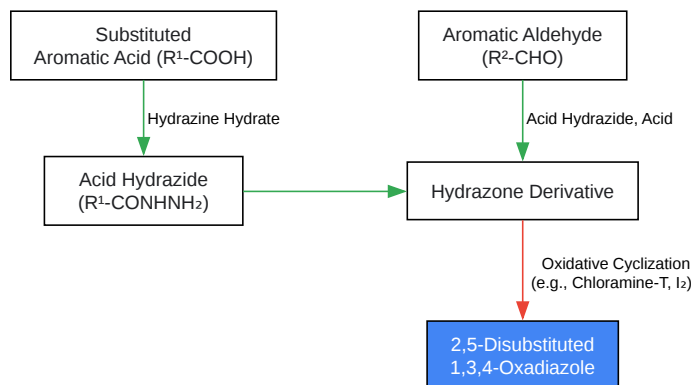 Substituted
Aromatic Acid (R¹-COOH)
Aromatic Aldehyde
(R²-CHO)
Hydrazine Hydrate
Acid Hydrazide, Acid
Acid Hydrazide
(R¹-CONHNH₂)
Hydrazone Derivative
Oxidative Cyclization
(e.g., Chloramine-T, I₂)
2,5-Disubstituted
1,3,4-Oxadiazole